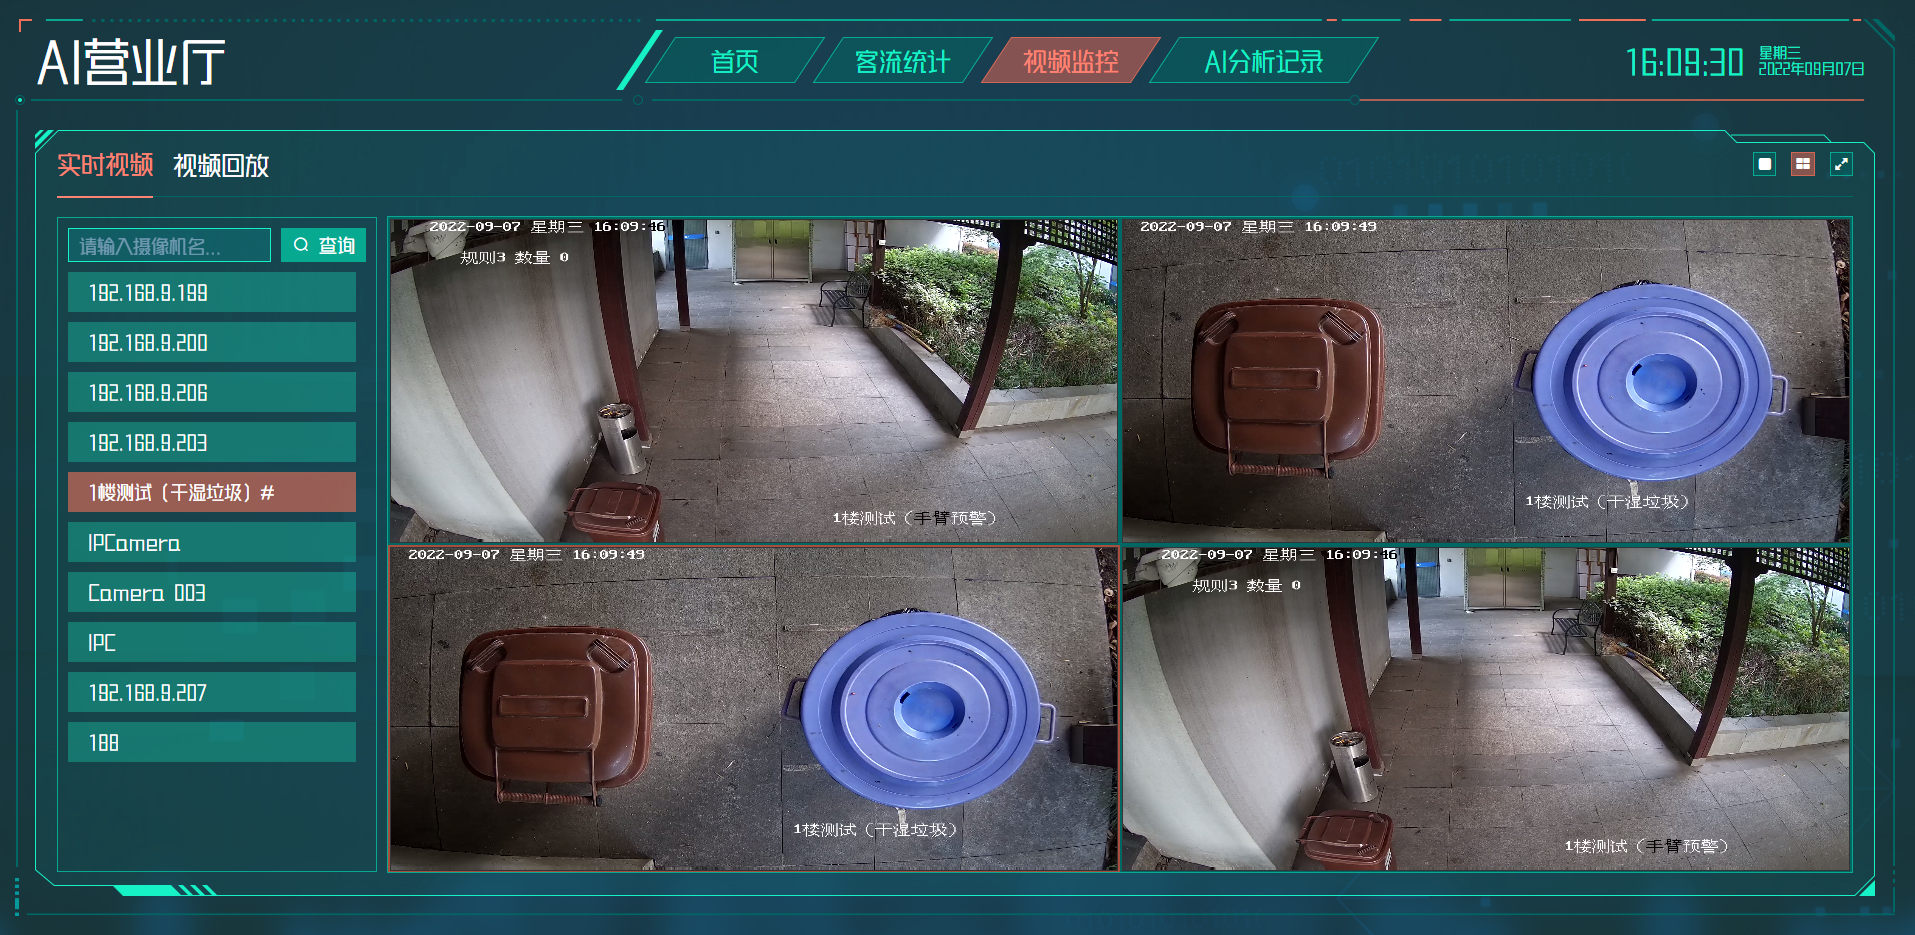 AI营业厅
首页
客流统计
视频监控
AI分析记录
16:09:30
星期三
2022年09月07日
实时视频
视频回放
请输入摄像机名...
查询
192.168.9.199
192.168.9.200
192.168.9.206
192.168.9.203
1楼测试（干湿垃圾）#
IPCamera
Camera 003
IPC
192.168.9.207
188
2022-09-07 星期三 16:09:46
规则3 数量 0
1楼测试（手臂预警）
2022-09-07 星期三 16:09:49
1楼测试（干湿垃圾）
2022-09-07 星期三 16:09:49
1楼测试（干湿垃圾）
2022-09-07 星期三 16:09:46
规则3 数量 0
1楼测试（手臂预警）